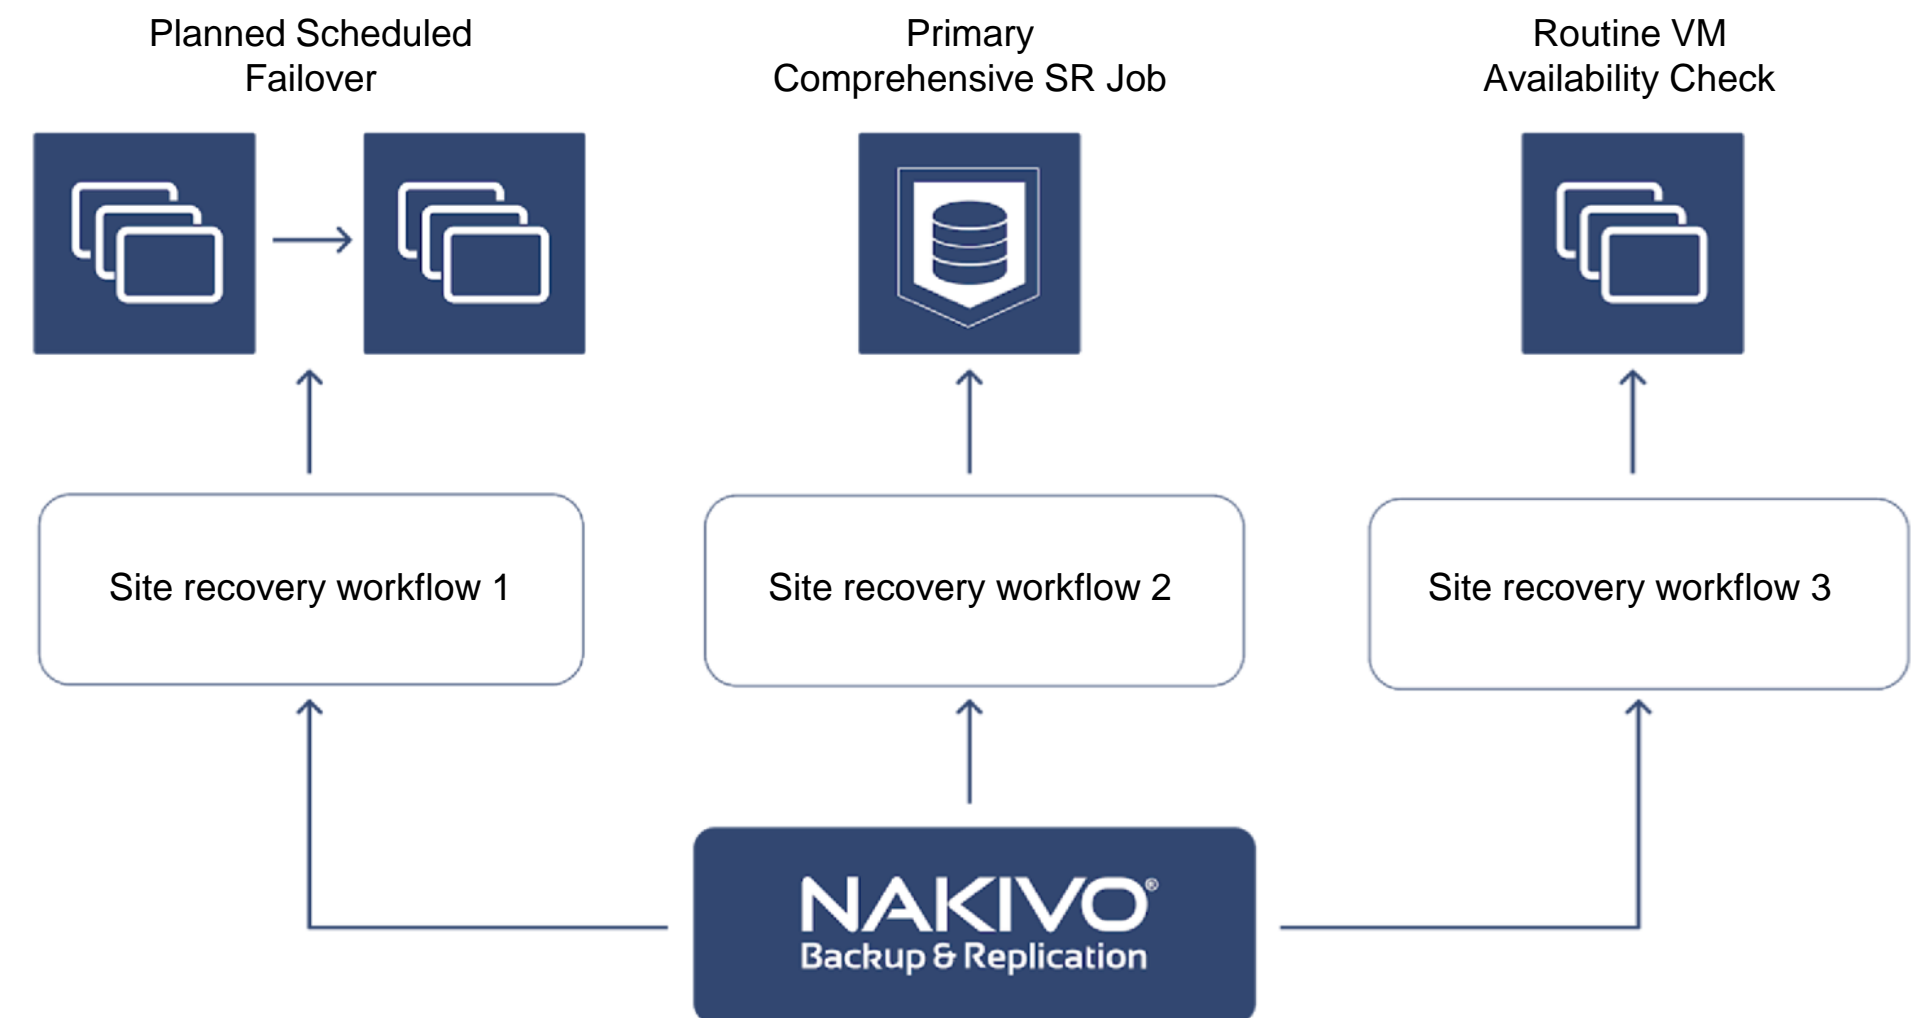 Planned Scheduled
Failover
Primary
Comprehensive SR Job
Routine VM
Availability Check
Site recovery workflow 1
Site recovery workflow 2
Site recovery workflow 3
NAKIVO®
Backup & Replication